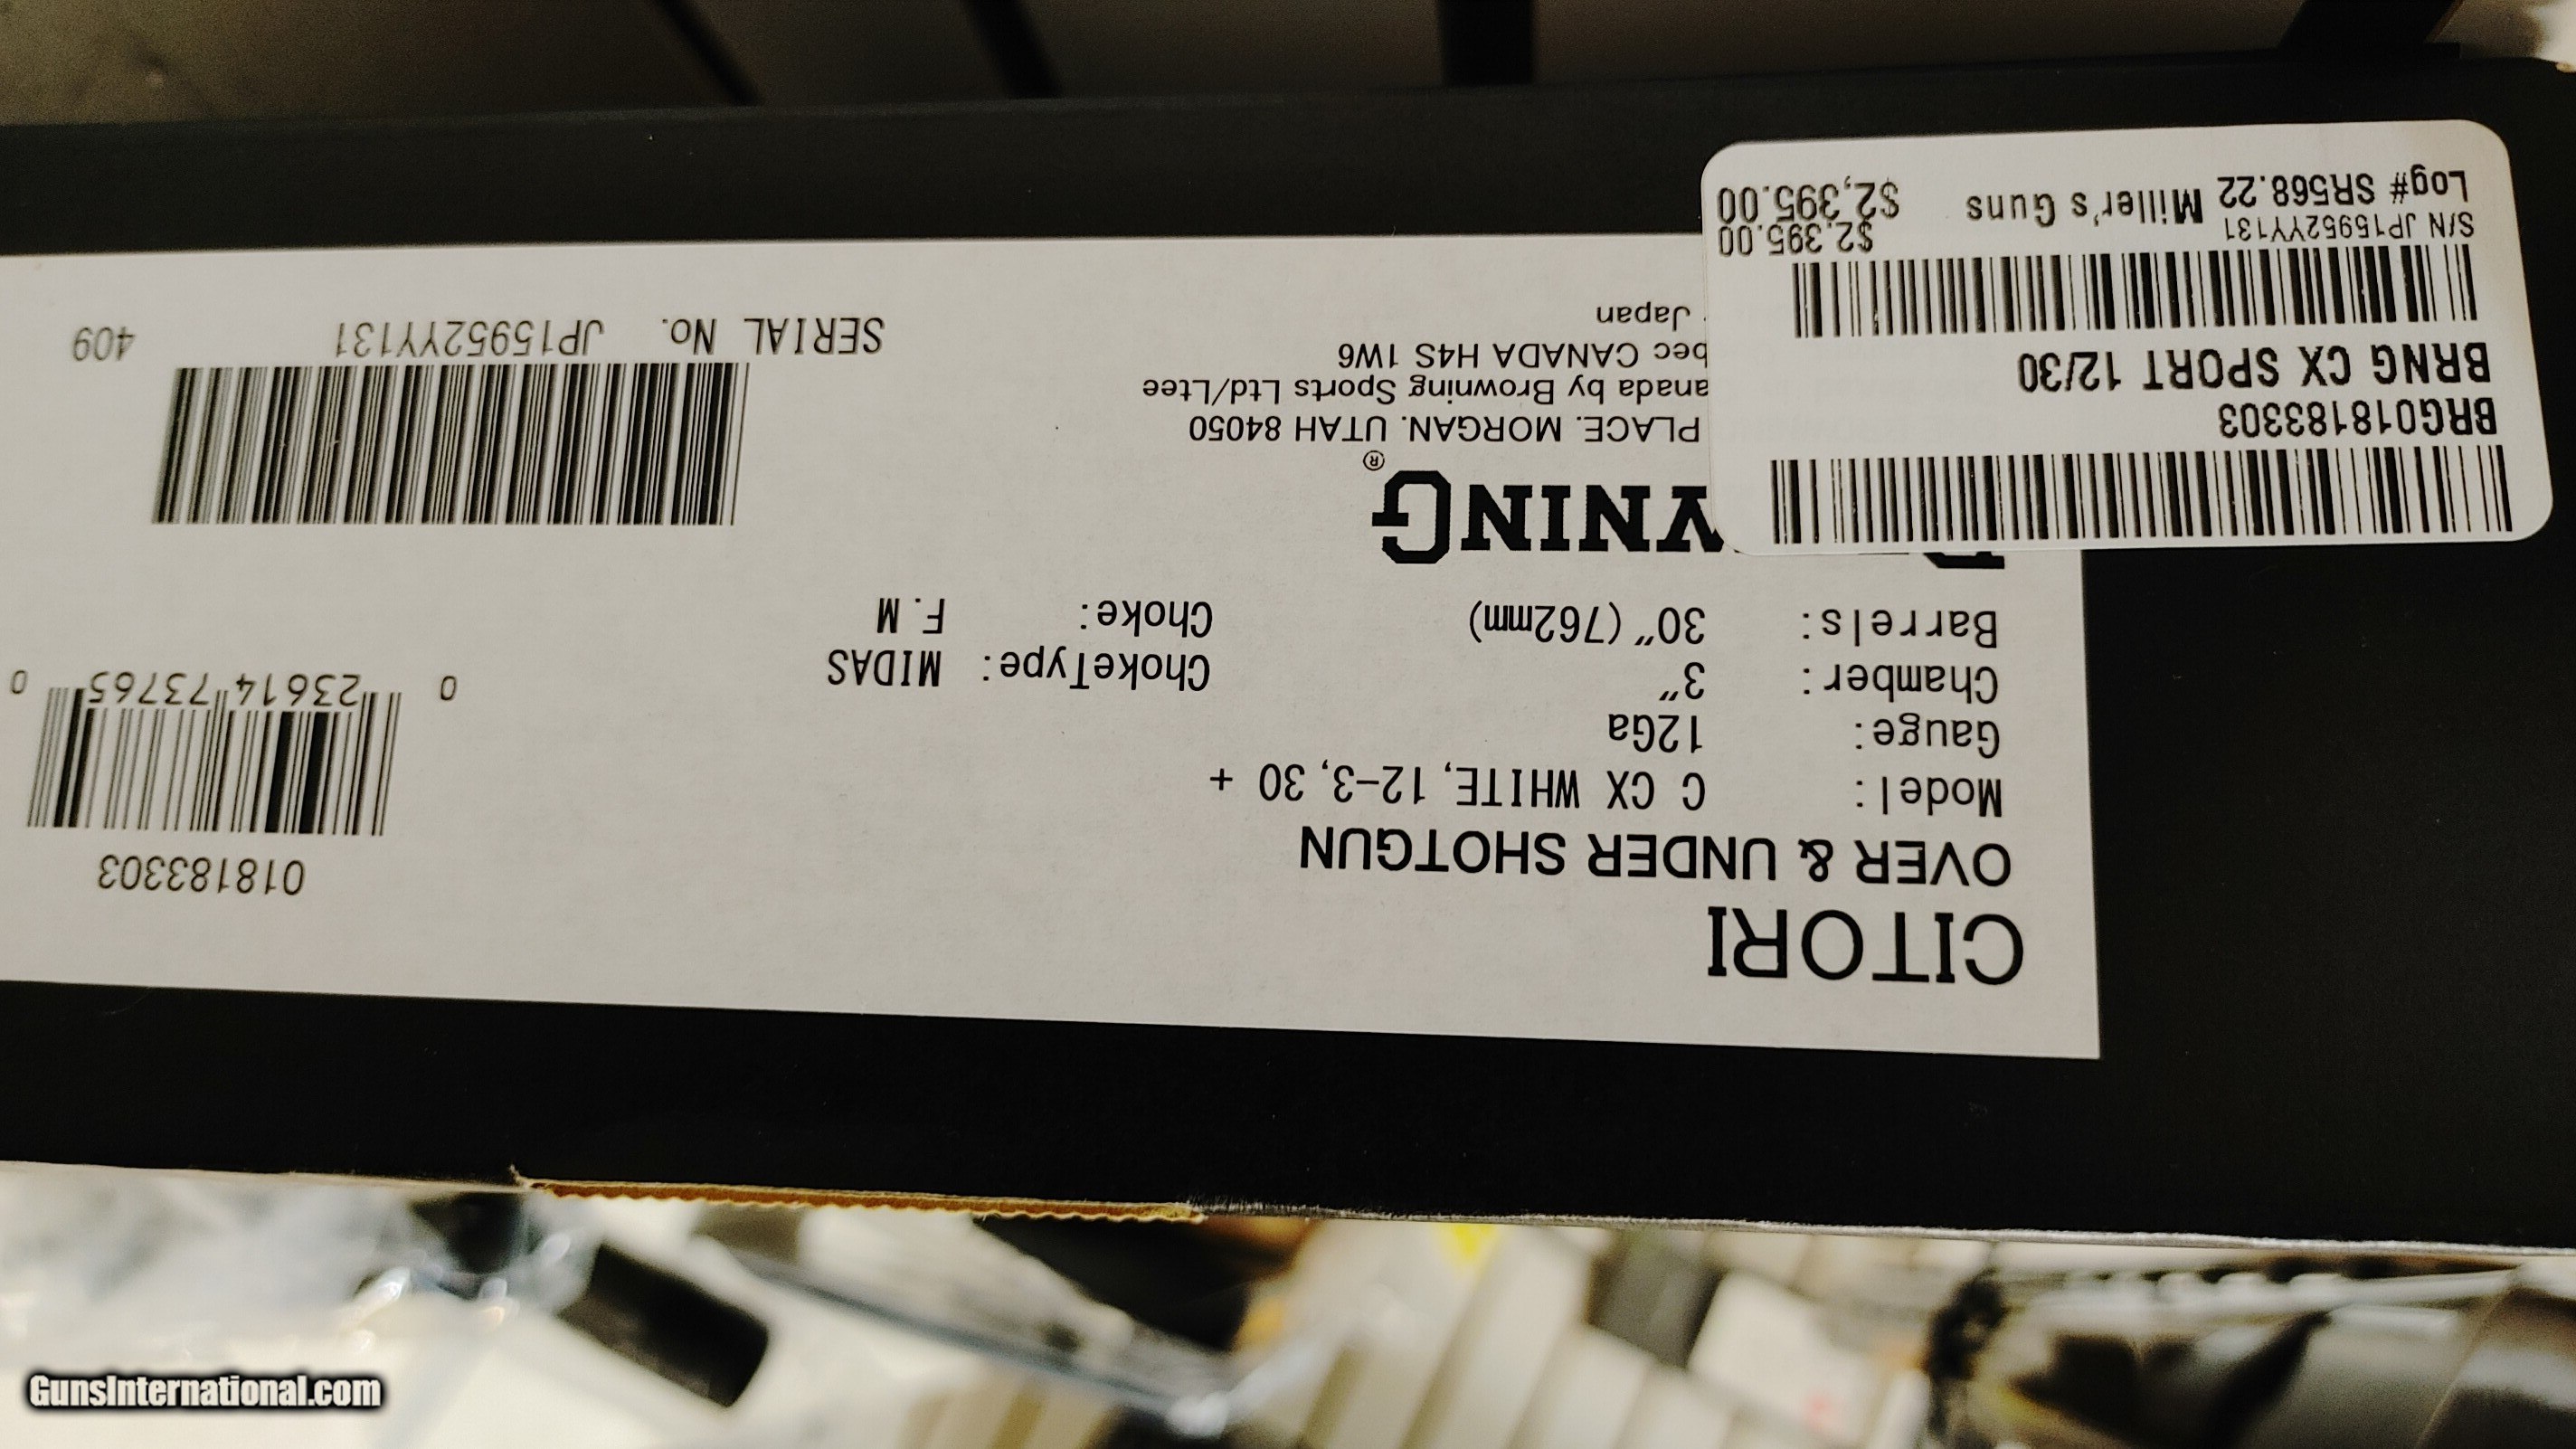 CITORI
OVER & UNDER SHOTGUN
Model: C CX WHITE, 12-3, 30 +
Gauge: 12Ga
Chamber: 3"
ChokeType: MIDAS
Barrels: 30" (762mm)
Choke: F.M
018183303
0 23614 73765 0
WNING®
PLACE. MORGAN. UTAH 84050
anada by Browning Sports Ltd/Ltee
bec CANADA H4S 1W6
Japan
SERIAL No. JP15952YY131
409
BRG018183303
BRNG CX SPORT 12/30
S/N JP15952YY131
$2,395.00
Log# SR568.22 Miller's Guns
$2,395.00
GunsInternational.com